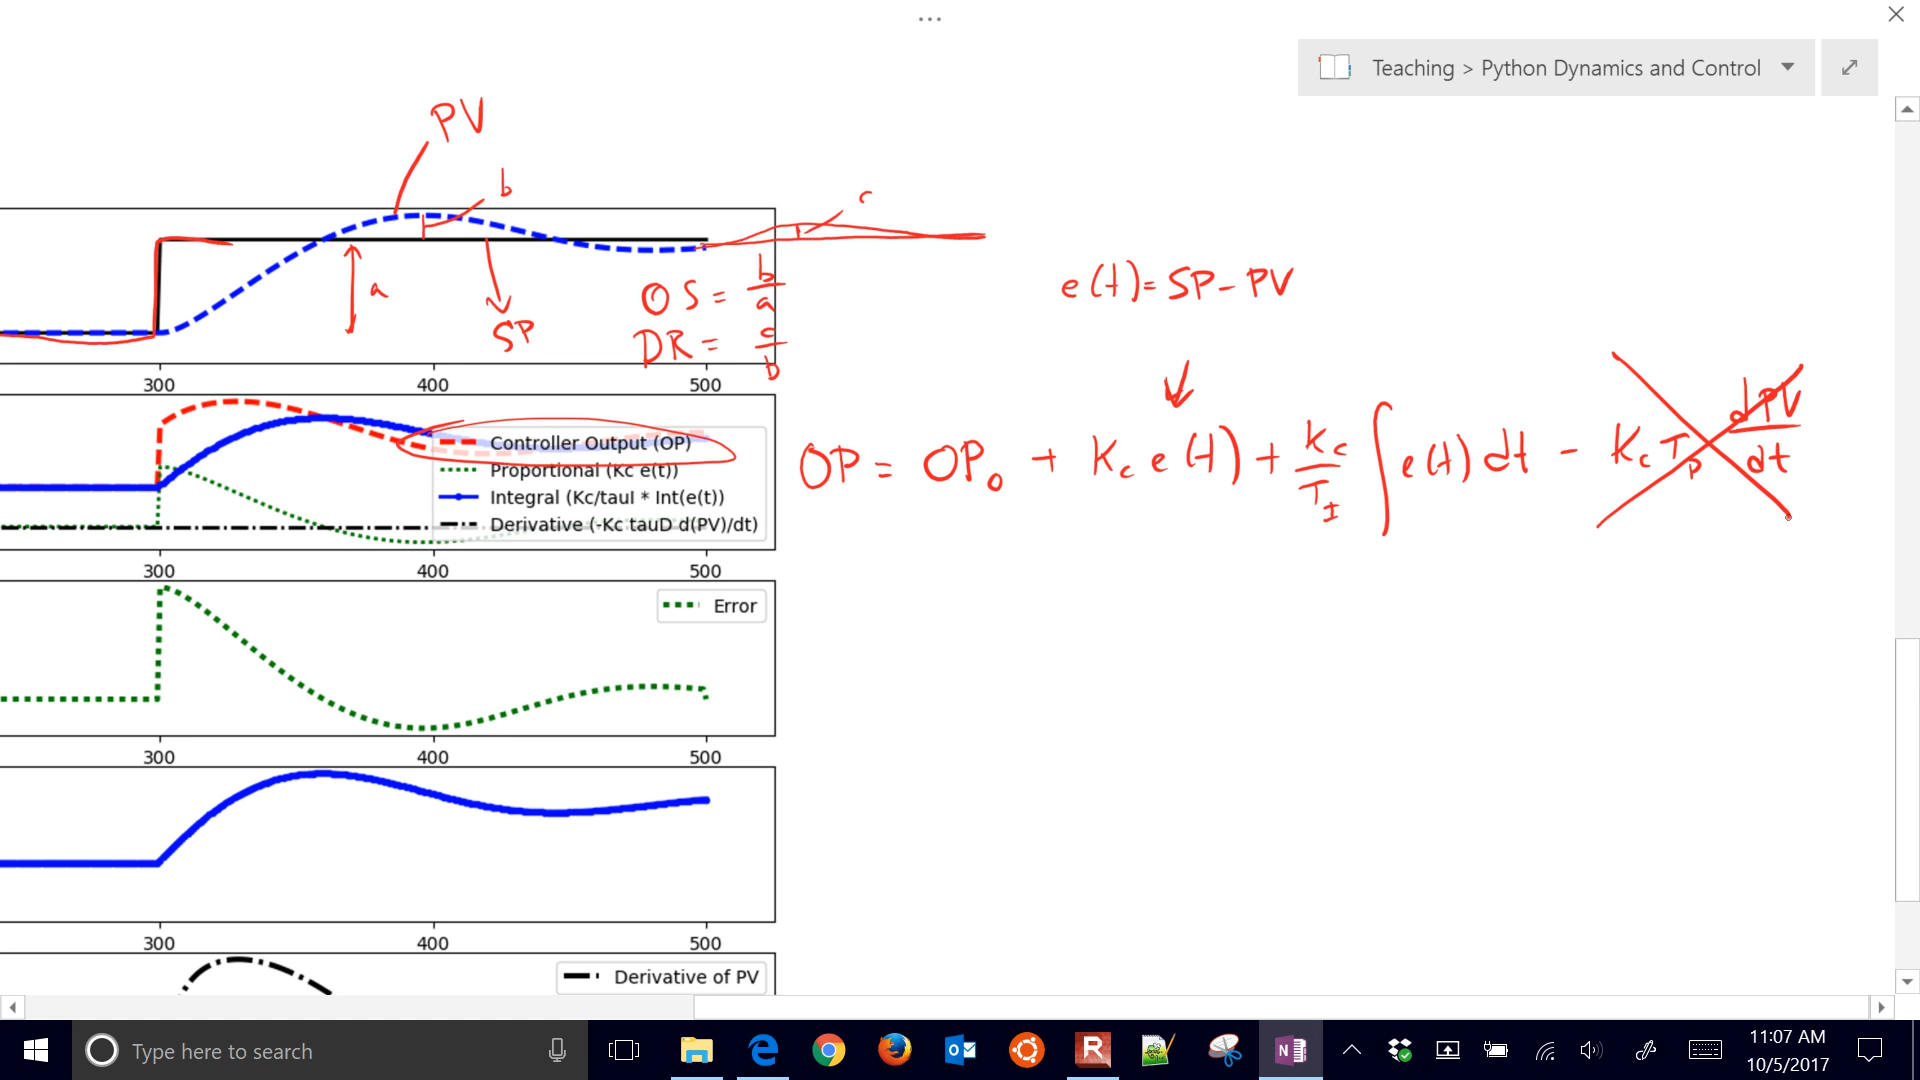 ...
Teaching > Python Dynamics and Control
PV
b
c
a
SP
OS = b/a
DR = c/b
e(t) = SP - PV
300 400 500
Controller Output (OP)
Proportional (Kc e(t))
Integral (Kc/tauI * Int(e(t))
Derivative (-Kc tauD d(PV)/dt)
OP = OP₀ + Kc e(t) + Kc/τI ∫ e(t) dt - Kc τD dPV/dt
300 400 500
Error
300 400 500
300 400 500
Derivative of PV
Type here to search
11:07 AM
10/5/2017